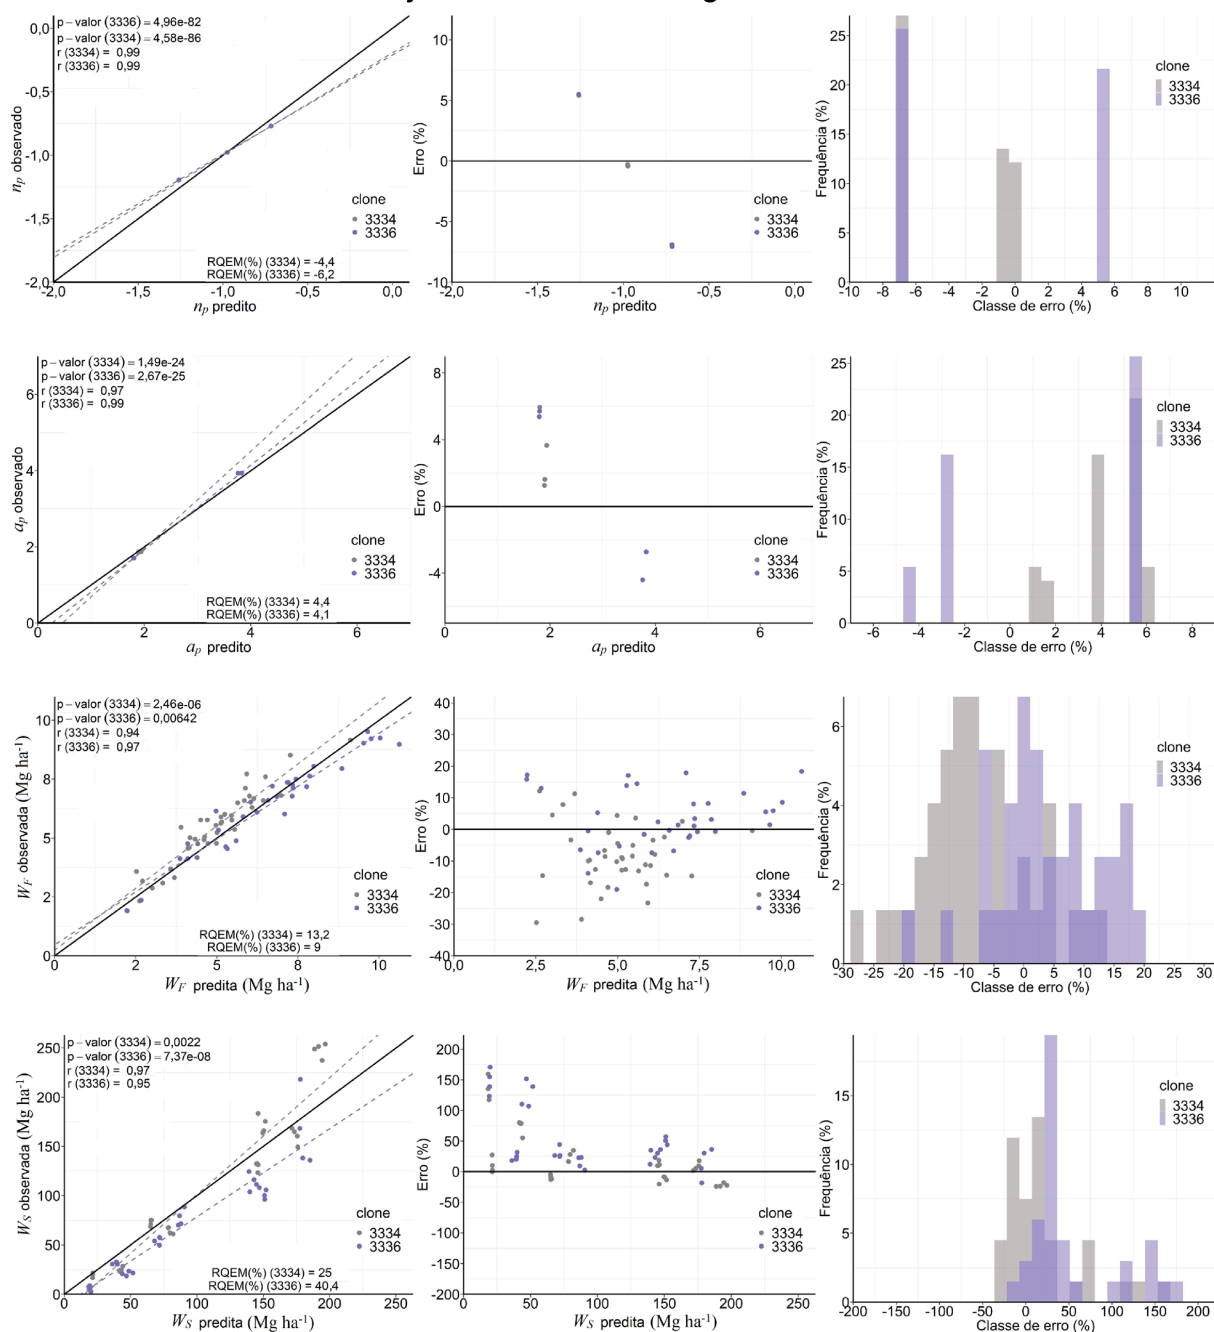 p – valor (3336) = 4,96e-82
p – valor (3334) = 4,58e-86
r (3334) = 0,99
r (3336) = 0,99
0,0
-0,5
-1,0
-1,5
-2,0
n_p observado
clone
3334
3336
RQEM(%) (3334) = -4,4
RQEM(%) (3336) = -6,2
-2,0 -1,5 -1,0 -0,5 0,0
n_p predito
10
5
0
-5
-10
Erro (%)
clone
3334
3336
-2,0 -1,5 -1,0 -0,5 0,0
n_p predito
25
20
15
10
5
0
Frequência (%)
clone
3334
3336
-10 -8 -6 -4 -2 0 2 4 6 8 10
Classe de erro (%)
p – valor (3334) = 1,49e-24
p – valor (3336) = 2,67e-25
r (3334) = 0,97
r (3336) = 0,99
6
4
2
0
a_p observado
clone
3334
3336
RQEM(%) (3334) = 4,4
RQEM(%) (3336) = 4,1
0 2 4 6
a_p predito
8
4
0
-4
Erro (%)
clone
3334
3336
0 2 4 6
a_p predito
25
20
15
10
5
0
Frequência (%)
clone
3334
3336
-6 -4 -2 0 2 4 6 8
Classe de erro (%)
p – valor (3334) = 2,46e-06
p – valor (3336) = 0,00642
r (3334) = 0,94
r (3336) = 0,97
10
8
5
2
0
W_F observada (Mg ha⁻¹)
clone
3334
3336
RQEM(%) (3334) = 13,2
RQEM(%) (3336) = 9
0 2 5 8 10
W_F predita (Mg ha⁻¹)
40
30
20
10
0
-10
-20
-30
-40
Erro (%)
clone
3334
3336
0,0 2,5 5,0 7,5 10,0
W_F predita (Mg ha⁻¹)
6
4
2
0
Frequência (%)
clone
3334
3336
-30 -25 -20 -15 -10 -5 0 5 10 15 20 25 30
Classe de erro (%)
p – valor (3334) = 0,0022
p – valor (3336) = 7,37e-08
r (3334) = 0,97
r (3336) = 0,95
250
200
150
100
50
0
W_S observada (Mg ha⁻¹)
clone
3334
3336
RQEM(%) (3334) = 25
RQEM(%) (3336) = 40,4
0 50 100 150 200 250
W_S predita (Mg ha⁻¹)
200
150
100
50
0
-50
-100
-150
-200
Erro (%)
clone
3334
3336
0 50 100 150 200 250
W_S predita (Mg ha⁻¹)
15
10
5
0
Frequência (%)
clone
3334
3336
-200 -150 -100 -50 0 50 100 150 200
Classe de erro (%)